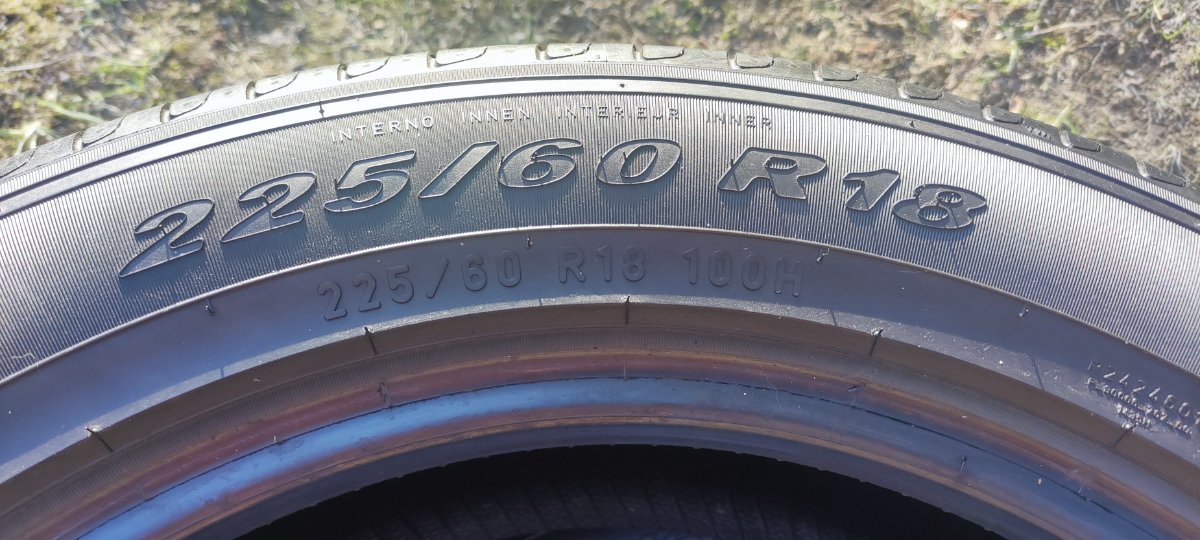 INTERNO INNEN INTERIEUR INNER
225/60 R18
225/60 R18 100H